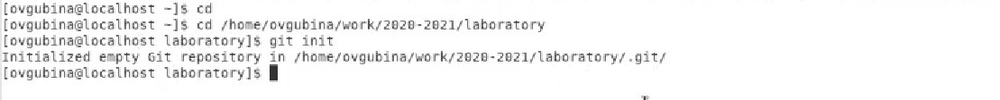 [ovgubina@localhost ~]$ cd
[ovgubina@localhost ~]$ cd /home/ovgubina/work/2020-2021/laboratory
[ovgubina@localhost laboratory]$ git init
Initialized empty Git repository in /home/ovgubina/work/2020-2021/laboratory/.git/
[ovgubina@localhost laboratory]$